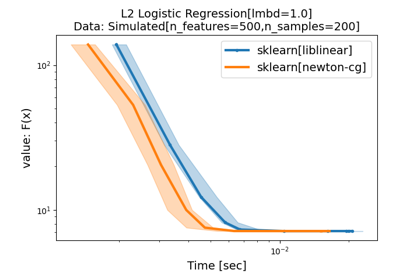 L2 Logistic Regression[lmbd=1.0]
Data: Simulated[n_features=500,n_samples=200]
sklearn[liblinear]
sklearn[newton-cg]
value: F(x)
10²
10¹
10⁻²
Time [sec]